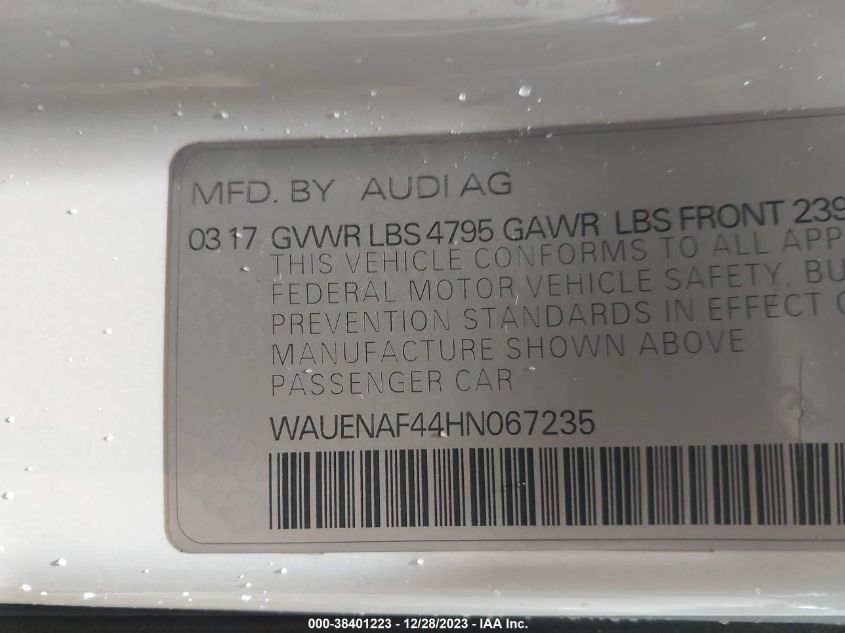 MFD. BY AUDI AG
03 17 GVWR LBS 4795 GAWR LBS FRONT 239
THIS VEHICLE CONFORMS TO ALL APP
FEDERAL MOTOR VEHICLE SAFETY, BU
PREVENTION STANDARDS IN EFFECT O
MANUFACTURE SHOWN ABOVE
PASSENGER CAR
WAUENAF44HN067235
000-38401223 - 12/28/2023 - IAA Inc.